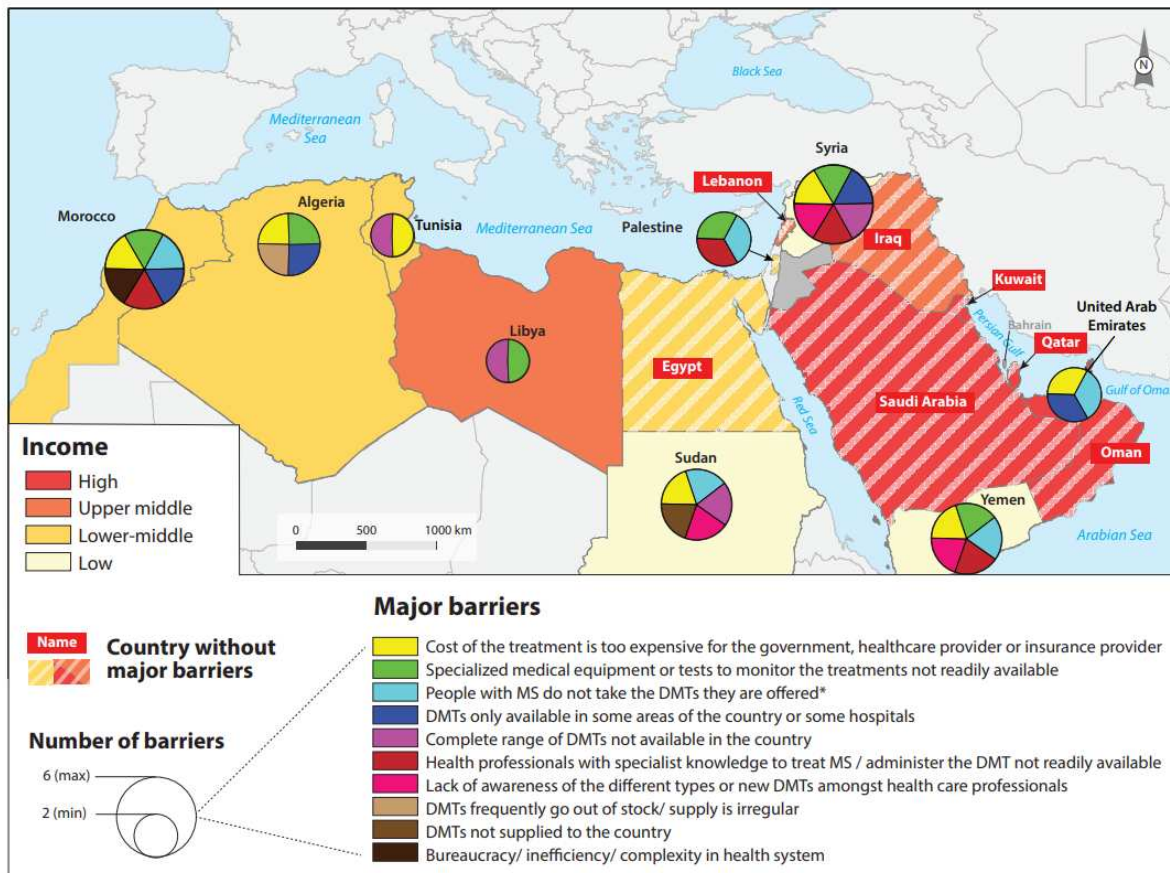 N
Black Sea
Mediterranean
Sea
Syria
Lebanon
Morocco
Algeria
Tunisia
Mediterranean Sea
Palestine
Iraq
Kuwait
United Arab
Emirates
Bahrain
Persian Gulf
Qatar
Libya
Egypt
Red Sea
Saudi Arabia
Gulf of Oma
Oman
Sudan
Yemen
Arabian Sea
Income
High
Upper middle
Lower-middle
Low
0 500 1000 km
Name
Country without
major barriers
Number of barriers
6 (max)
2 (min)
Major barriers
Cost of the treatment is too expensive for the government, healthcare provider or insurance provider
Specialized medical equipment or tests to monitor the treatments not readily available
People with MS do not take the DMTs they are offered*
DMTs only available in some areas of the country or some hospitals
Complete range of DMTs not available in the country
Health professionals with specialist knowledge to treat MS / administer the DMT not readily available
Lack of awareness of the different types or new DMTs amongst health care professionals
DMTs frequently go out of stock/ supply is irregular
DMTs not supplied to the country
Bureaucracy/ inefficiency/ complexity in health system